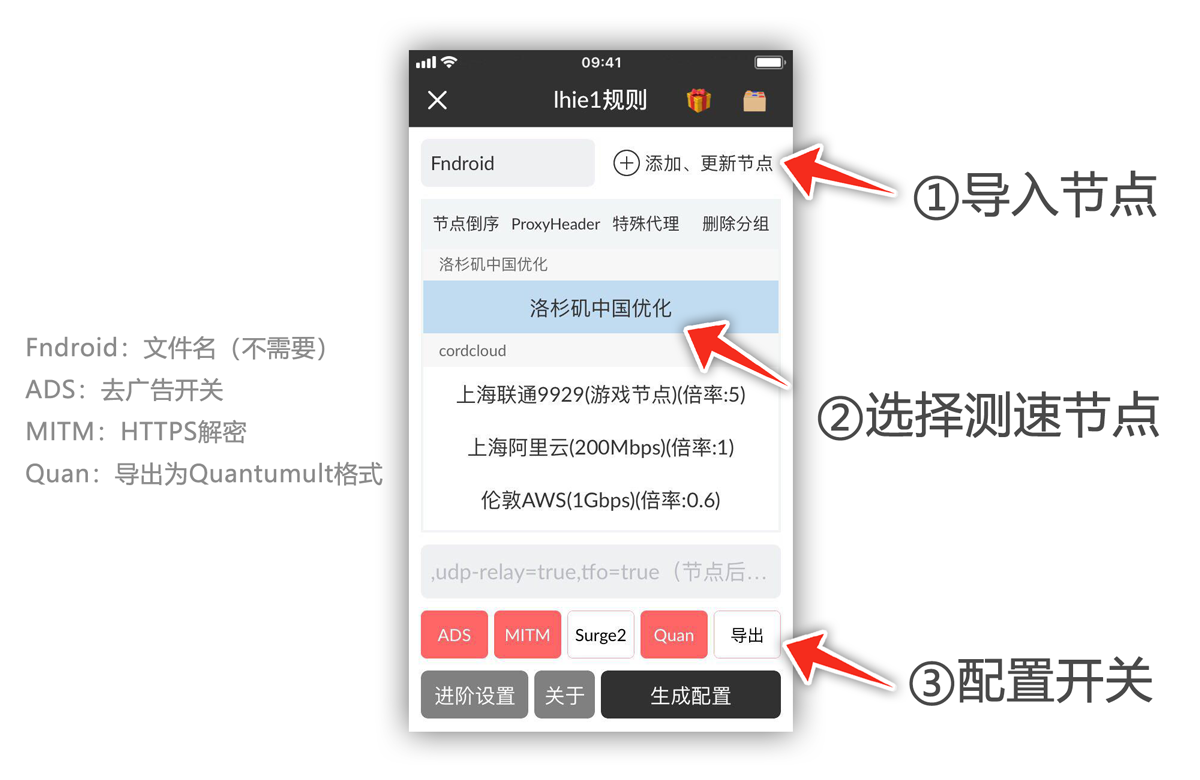 09:41
lhie1规则
Fndroid
添加、更新节点
①导入节点
节点倒序 ProxyHeader 特殊代理 删除分组
洛杉矶中国优化
洛杉矶中国优化
cordcloud
上海联通9929(游戏节点)(倍率:5)
②选择测速节点
上海阿里云(200Mbps)(倍率:1)
伦敦AWS(1Gbps)(倍率:0.6)
Fndroid：文件名（不需要）
ADS：去广告开关
MITM：HTTPS解密
Quan：导出为Quantumult格式
,udp-relay=true,tfo=true（节点后...
ADS MITM Surge2 Quan 导出
③配置开关
进阶设置 关于 生成配置